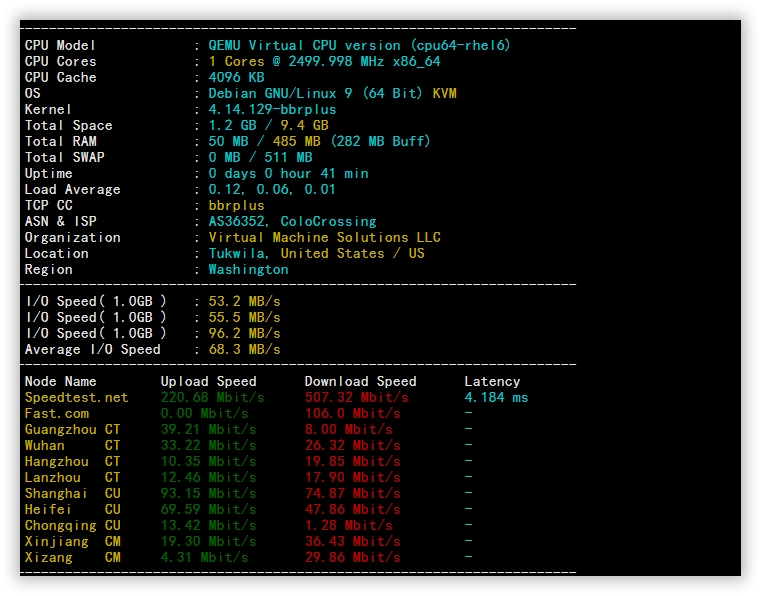 CPU Model : QEMU Virtual CPU version (cpu64-rhel6)
CPU Cores : 1 Cores @ 2499.998 MHz x86_64
CPU Cache : 4096 KB
OS : Debian GNU/Linux 9 (64 Bit) KVM
Kernel : 4.14.129-bbrplus
Total Space : 1.2 GB / 9.4 GB
Total RAM : 50 MB / 485 MB (282 MB Buff)
Total SWAP : 0 MB / 511 MB
Uptime : 0 days 0 hour 41 min
Load Average : 0.12, 0.06, 0.01
TCP CC : bbrplus
ASN & ISP : AS36352, ColoCrossing
Organization : Virtual Machine Solutions LLC
Location : Tukwila, United States / US
Region : Washington
I/O Speed( 1.0GB ) : 53.2 MB/s
I/O Speed( 1.0GB ) : 55.5 MB/s
I/O Speed( 1.0GB ) : 96.2 MB/s
Average I/O Speed : 68.3 MB/s
Node Name Upload Speed Download Speed Latency
Speedtest.net 220.68 Mbit/s 507.32 Mbit/s 4.184 ms
Fast.com 0.00 Mbit/s 106.0 Mbit/s -
Guangzhou CT 39.21 Mbit/s 8.00 Mbit/s -
Wuhan CT 33.22 Mbit/s 26.32 Mbit/s -
Hangzhou CT 10.35 Mbit/s 19.85 Mbit/s -
Lanzhou CT 12.46 Mbit/s 17.90 Mbit/s -
Shanghai CU 93.15 Mbit/s 74.87 Mbit/s -
Heifei CU 69.59 Mbit/s 47.86 Mbit/s -
Chongqing CU 13.42 Mbit/s 1.28 Mbit/s -
Xinjiang CM 19.30 Mbit/s 36.43 Mbit/s -
Xizang CM 4.31 Mbit/s 29.86 Mbit/s -